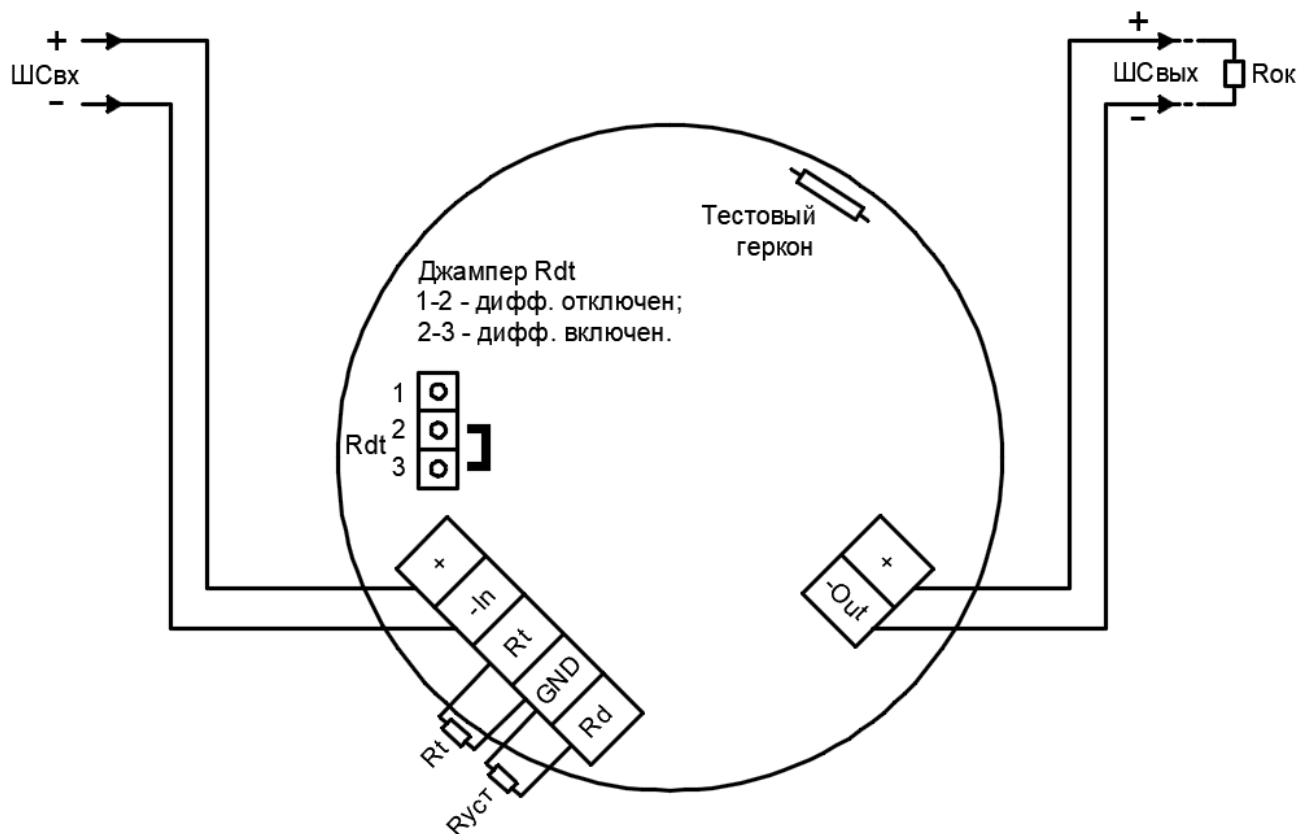 +
ШСвх
-
+
ШСвых
-
Rок
Тестовый
геркон
Джампер Rdt
1-2 - дифф. отключен;
2-3 - дифф. включен.
1
Rdt 2
3
+
-In
Rt
GND
Rd
+
-Out
Rt
Rуст